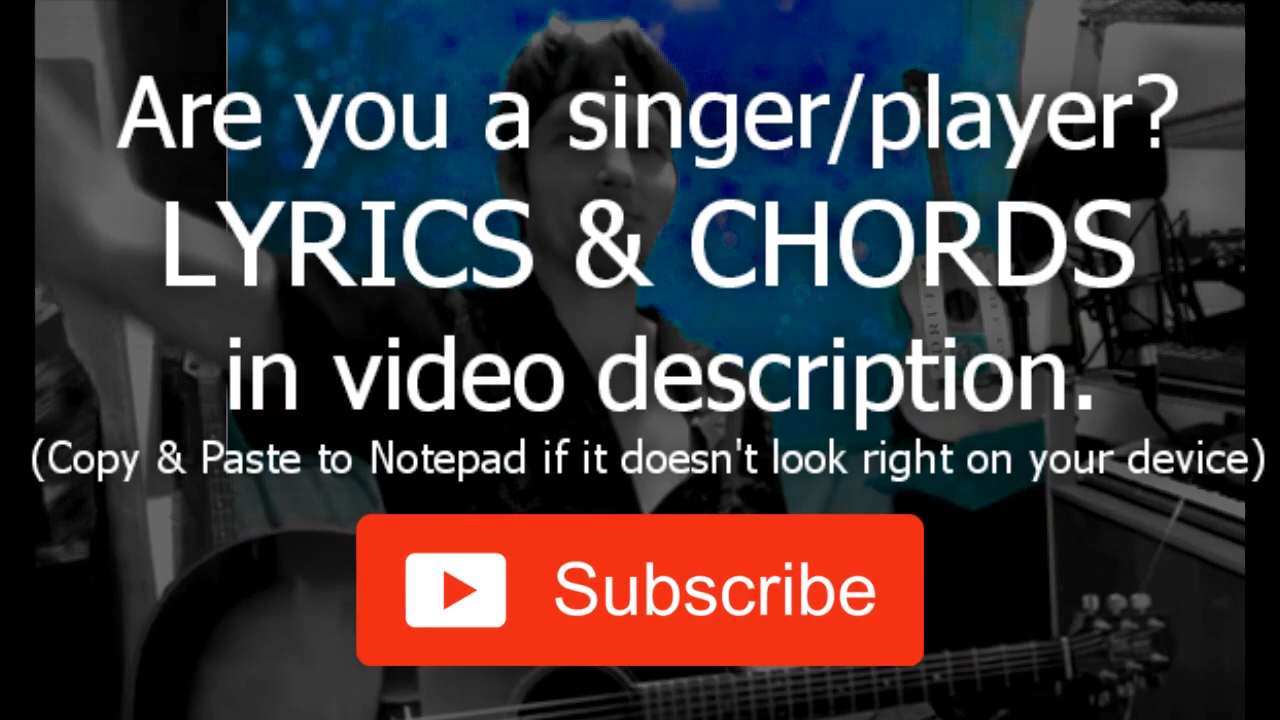 Are you a singer/player?
LYRICS & CHORDS
in video description.
(Copy & Paste to Notepad if it doesn't look right on your device)
Subscribe